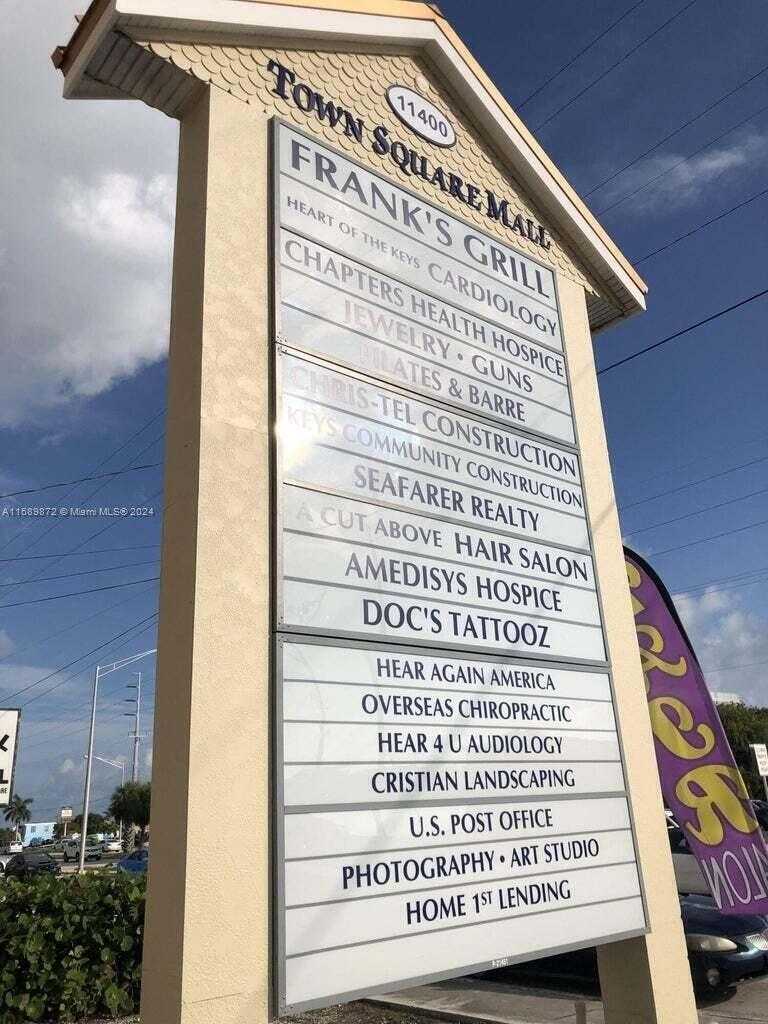 11400
TOWN SQUARE MALL
FRANK'S GRILL
HEART OF THE KEYS CARDIOLOGY
CHAPTERS HEALTH HOSPICE
JEWELRY • GUNS
PILATES & BARRE
CHRIS-TEL CONSTRUCTION
KEYS COMMUNITY CONSTRUCTION
SEAFARER REALTY
A CUT ABOVE HAIR SALON
AMEDISYS HOSPICE
DOC'S TATTOOZ
HEAR AGAIN AMERICA
OVERSEAS CHIROPRACTIC
HEAR 4 U AUDIOLOGY
CRISTIAN LANDSCAPING
U.S. POST OFFICE
PHOTOGRAPHY • ART STUDIO
HOME 1ST LENDING
A11689872 © Miami MLS® 2024